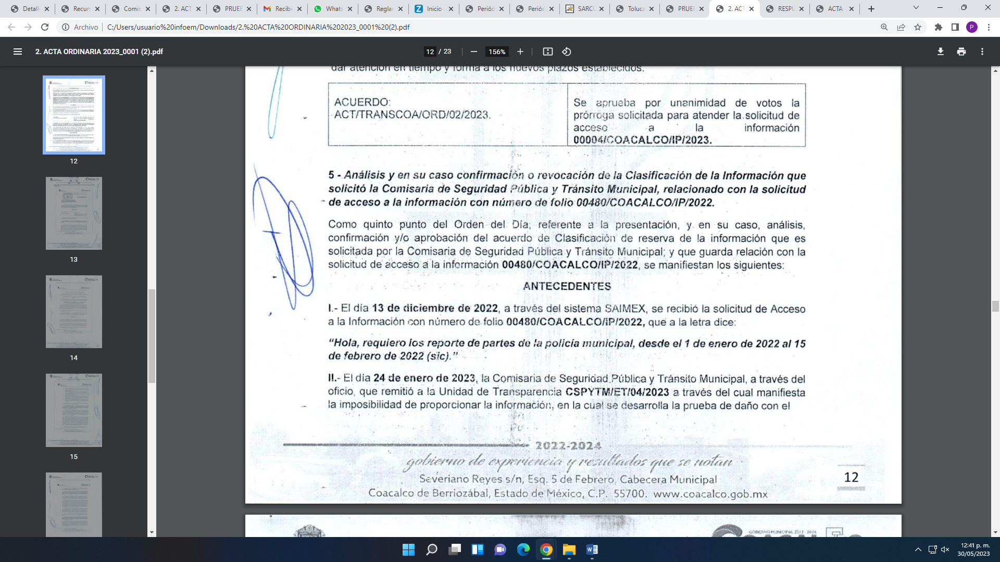 Detall
Recurs
Comis
2. ACT
PRUEE
Recibi
Whats
Reglar
Inicio
Periód
Periód
SARCC
Toluca
PRUEE
2. ACT
RESPU
ACTA
Archivo
C:/Users/usuario%20infoem/Downloads/2.%20ACTA%20ORDINARIA%202023_0001%20(2).pdf
P
2. ACTA ORDINARIA 2023_0001 (2).pdf
12 / 23
156%
12
13
14
15
dar atención en tiempo y forma a los nuevos plazos establecidos.
ACUERDO:
ACT/TRANSCOA/ORD/02/2023.
Se aprueba por unanimidad de votos la
prórroga solicitada para atender la solicitud de
acceso a la información
00004/COACALCO/IP/2023.
5 - Análisis y en su caso confirmación o revocación de la Clasificación de la Información que
solicitó la Comisaria de Seguridad Pública y Tránsito Municipal, relacionado con la solicitud
de acceso a la información con número de folio 00480/COACALCO/IP/2022.
Como quinto punto del Orden del Día, referente a la presentación, y en su caso, análisis,
confirmación y/o aprobación del acuerdo de Clasificación de reserva de la información que es
solicitada por la Comisaria de Seguridad Pública y Tránsito Municipal; y que guarda relación con la
solicitud de acceso a la información 00480/COACALCO/IP/2022, se manifiestan los siguientes:
ANTECEDENTES
I.- El día 13 de diciembre de 2022, a través del sistema SAIMEX, se recibió la solicitud de Acceso
a la Información con número de folio 00480/COACALCO/IP/2022, que a la letra dice:
“Hola, requiero los reporte de partes de la policía municipal, desde el 1 de enero de 2022 al 15
de febrero de 2022 (sic).”
II.- El día 24 de enero de 2023, la Comisaria de Seguridad Pública y Tránsito Municipal, a través del
oficio, que remitió a la Unidad de Transparencia CSPYTM/ET/04/2023 a través del cual manifiesta
la imposibilidad de proporcionar la información, en la cual se desarrolla la prueba de daño con el
2022-2024
gobierno de experiencia y resultados que se notan
Severiano Reyes s/n, Esq. 5 de Febrero, Cabecera Municipal
Coacalco de Berriozábal, Estado de México, C.P. 55700. www.coacalco.gob.mx
12
GOBIERNO MUNICIPAL 2022 - 2024
12:41 p. m.
30/05/2023